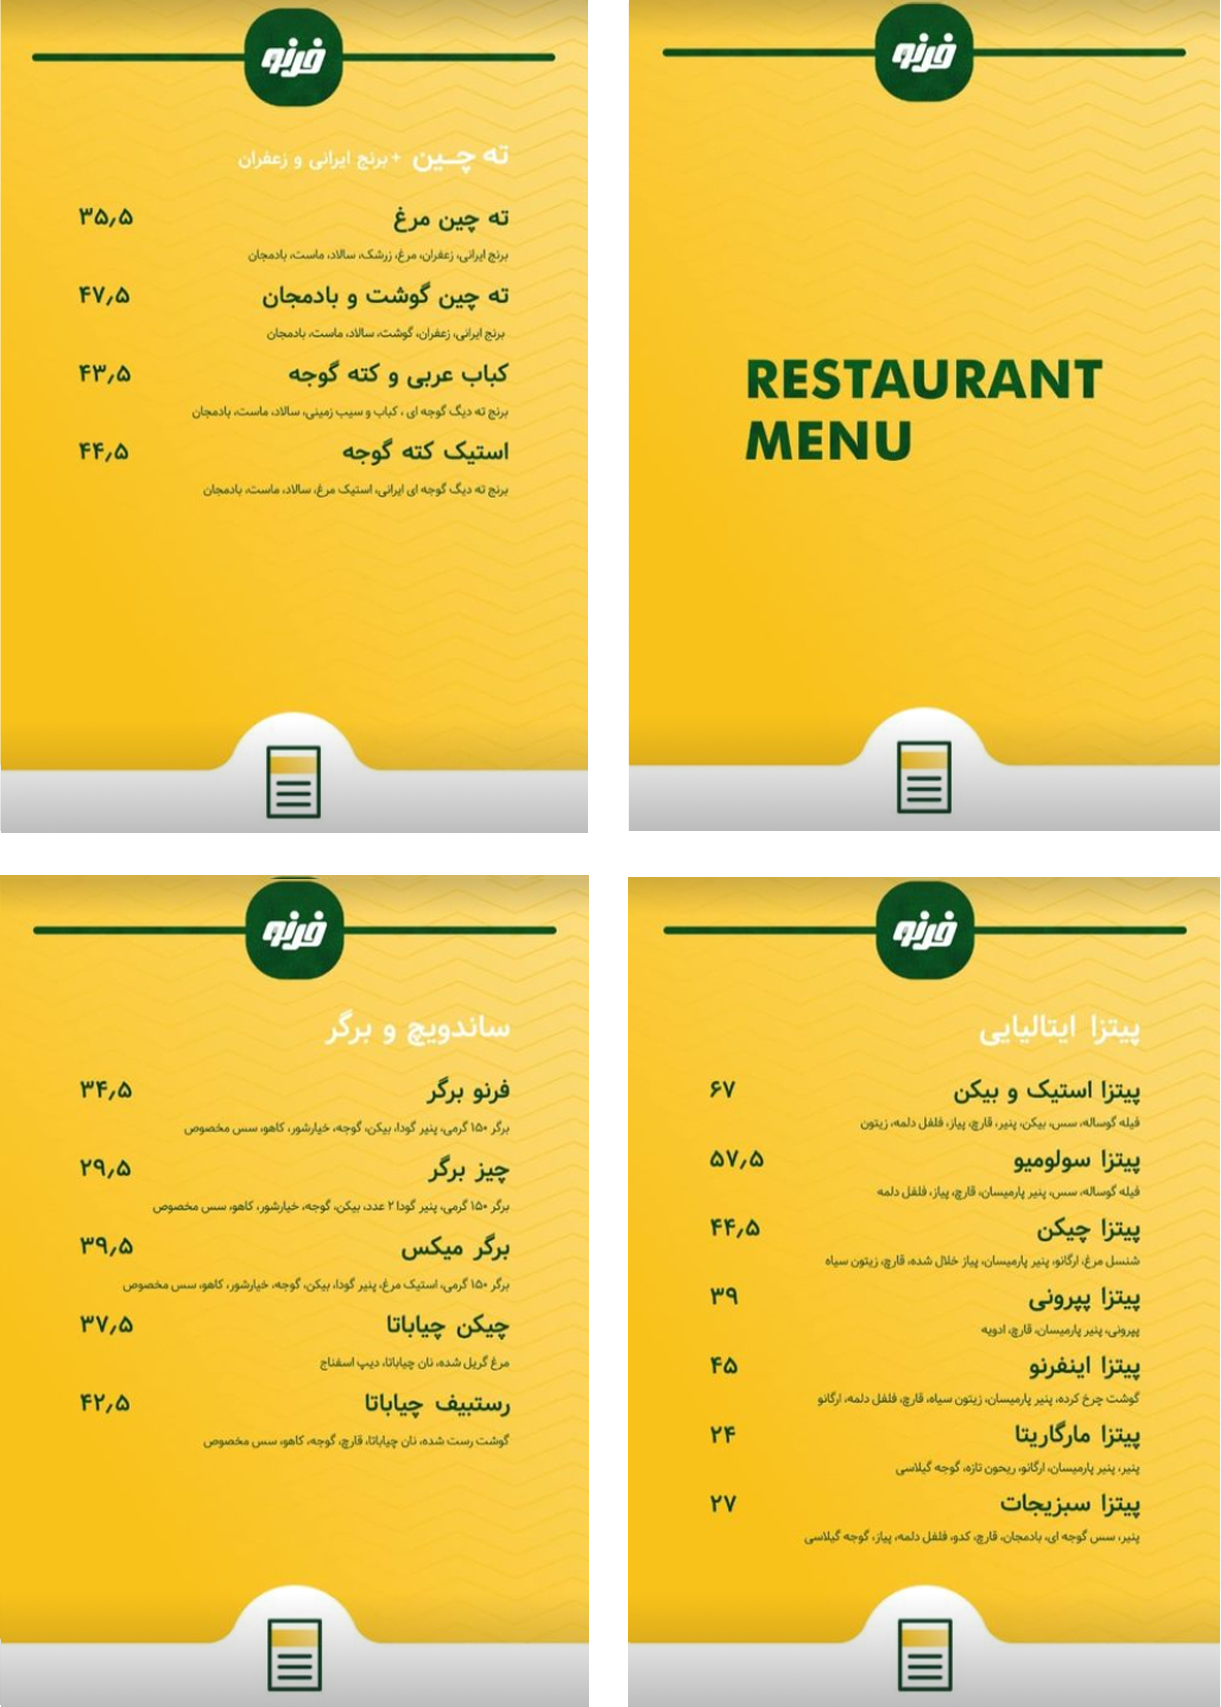 فرنو
RESTAURANT
MENU
فرنو
ته چین + برنج ایرانی و زعفران
ته چین مرغ ۳۵٫۵
برنج ایرانی، زعفران، مرغ، زرشک، سالاد، ماست، بادمجان
ته چین گوشت و بادمجان ۴۷٫۵
برنج ایرانی، زعفران، گوشت، سالاد، ماست، بادمجان
کباب عربی و کته گوجه ۴۳٫۵
برنج ته دیگ گوجه ای ، کباب و سیب زمینی، سالاد، ماست، بادمجان
استیک کته گوجه ۴۴٫۵
برنج ته دیگ گوجه ای ایرانی، استیک مرغ، سالاد، ماست، بادمجان
فرنو
پیتزا ایتالیایی
پیتزا استیک و بیکن ۶۷
فیله گوساله، سس، بیکن، پنیر، قارچ، پیاز، فلفل دلمه، زیتون
پیتزا سولومیو ۵۷٫۵
فیله گوساله، سس، پنیر پارمیسان، قارچ، پیاز، فلفل دلمه
پیتزا چیکن ۴۴٫۵
شنسل مرغ، ارگانو، پنیر پارمیسان، پیاز خلال شده، قارچ، زیتون سیاه
پیتزا پپرونی ۳۹
پپرونی، پنیر پارمیسان، قارچ، ادویه
پیتزا اینفرنو ۴۵
گوشت چرخ کرده، پنیر پارمیسان، زیتون سیاه، قارچ، فلفل دلمه، ارگانو
پیتزا مارگاریتا ۲۴
پنیر، پنیر پارمیسان، ارگانو، ریحون تازه، گوجه گیلاسی
پیتزا سبزیجات ۲۷
پنیر، سس گوجه ای، بادمجان، قارچ، کدو، فلفل دلمه، پیاز، گوجه گیلاسی
فرنو
ساندویچ و برگر
فرنو برگر ۳۴٫۵
برگر ۱۵۰ گرمی، پنیر گودا، بیکن، گوجه، خیارشور، کاهو، سس مخصوص
چیز برگر ۲۹٫۵
برگر ۱۵۰ گرمی، پنیر گودا ۲ عدد، بیکن، گوجه، خیارشور، کاهو، سس مخصوص
برگر میکس ۳۹٫۵
برگر ۱۵۰ گرمی، استیک مرغ، پنیر گودا، بیکن، گوجه، خیارشور، کاهو، سس مخصوص
چیکن چیاباتا ۳۷٫۵
مرغ گریل شده، نان چیاباتا، دیپ اسفناج
رستبیف چیاباتا ۴۲٫۵
گوشت رست شده، نان چیاباتا، قارچ، گوجه، کاهو، سس مخصوص